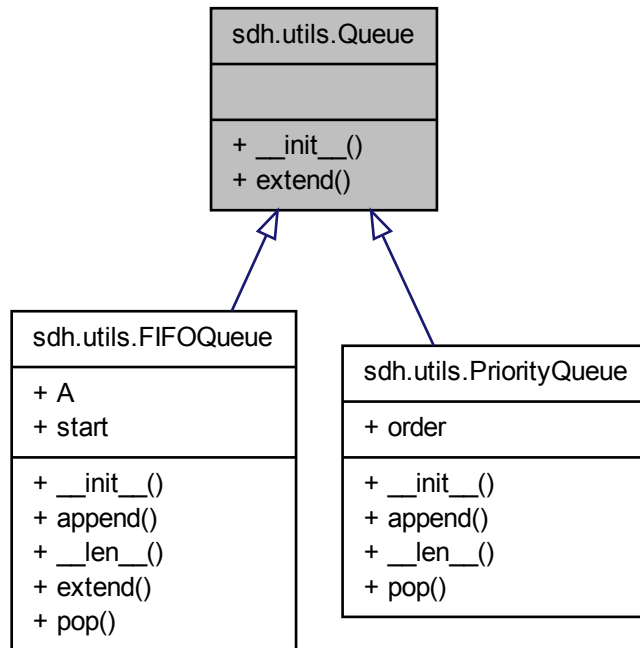 sdh.utils.Queue
+ __init__()
+ extend()
sdh.utils.FIFOQueue
+ A
+ start
+ __init__()
+ append()
+ __len__()
+ extend()
+ pop()
sdh.utils.PriorityQueue
+ order
+ __init__()
+ append()
+ __len__()
+ pop()